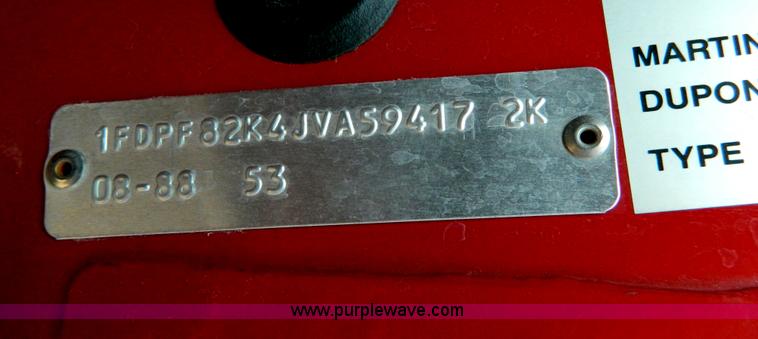 1FDPF82K4JVA59417 2K
08-88 53
MARTIN
DUPON
TYPE
www.purplewave.com